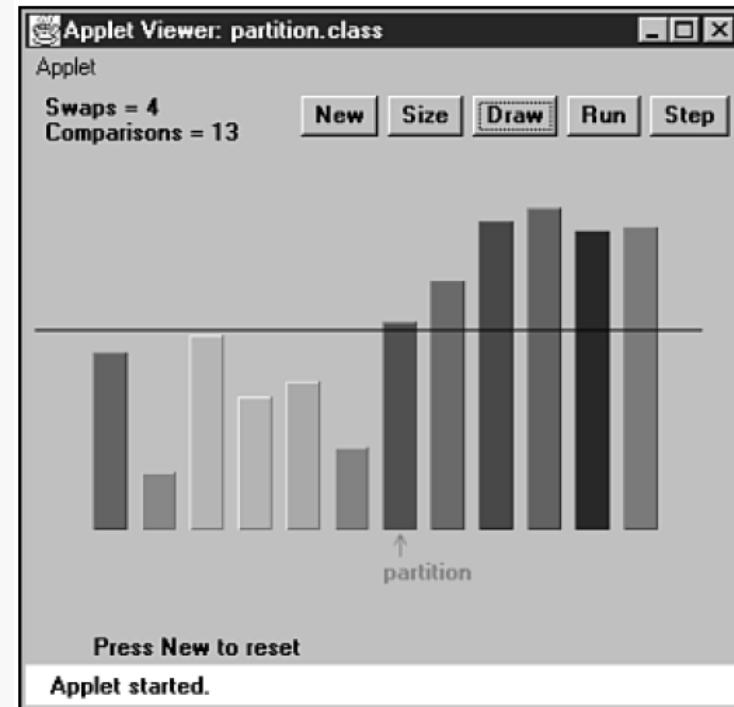 Applet Viewer: partition.class
Applet
Swaps = 4
Comparisons = 13
New Size Draw Run Step
partition
Press New to reset
Applet started.